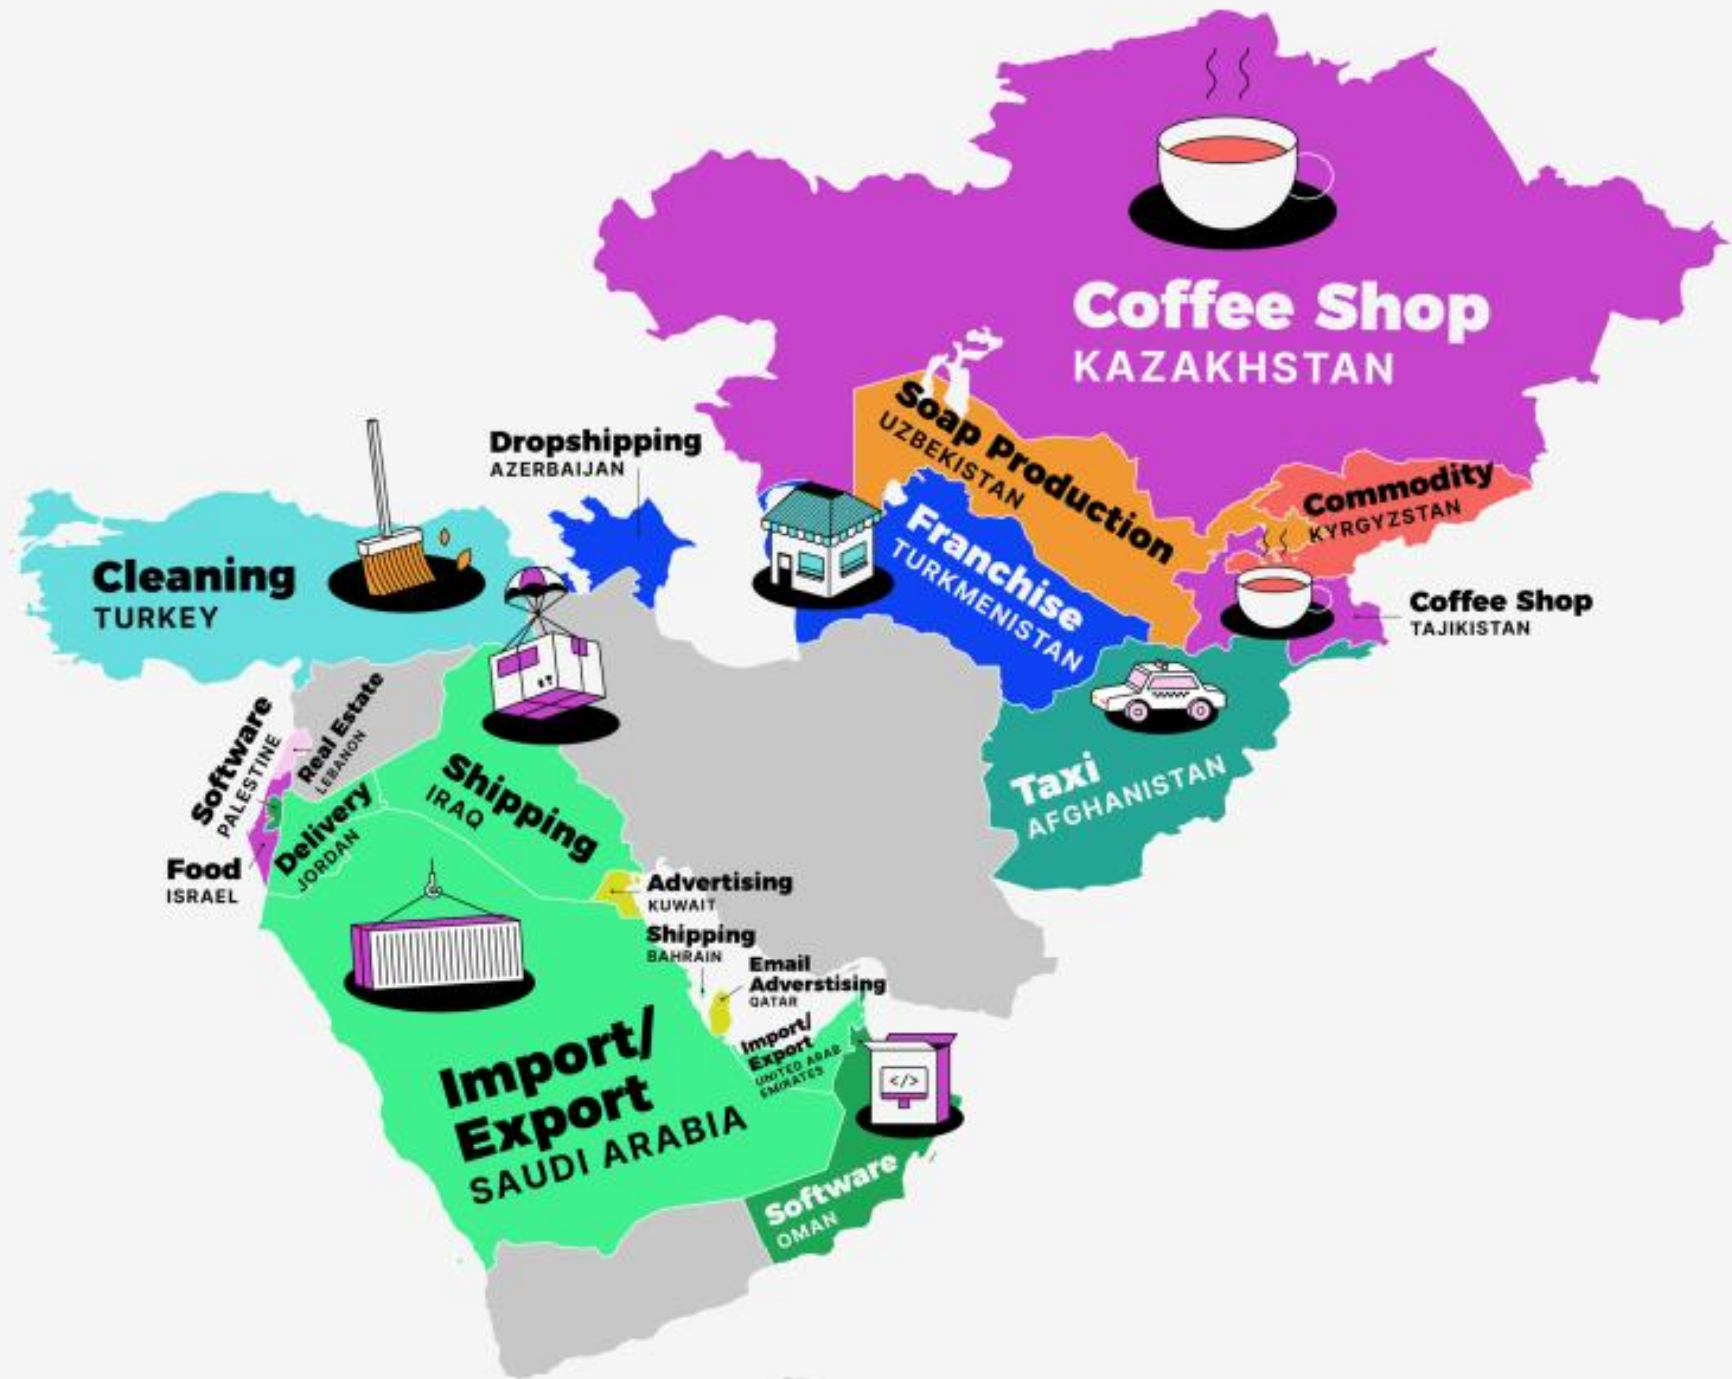 Coffee Shop
KAZAKHSTAN
Soap Production
UZBEKISTAN
Dropshipping
AZERBAIJAN
Commodity
KYRGYZSTAN
Franchise
TURKMENISTAN
Cleaning
TURKEY
Coffee Shop
TAJIKISTAN
Software
PALESTINE
Real Estate
LEBANON
Shipping
IRAQ
Taxi
AFGHANISTAN
Delivery
JORDAN
Food
ISRAEL
Advertising
KUWAIT
Shipping
BAHRAIN
Email
Adverstising
QATAR
Import/
Export
UNITED ARAB
EMIRATES
</>
Import/
Export
SAUDI ARABIA
Software
OMAN